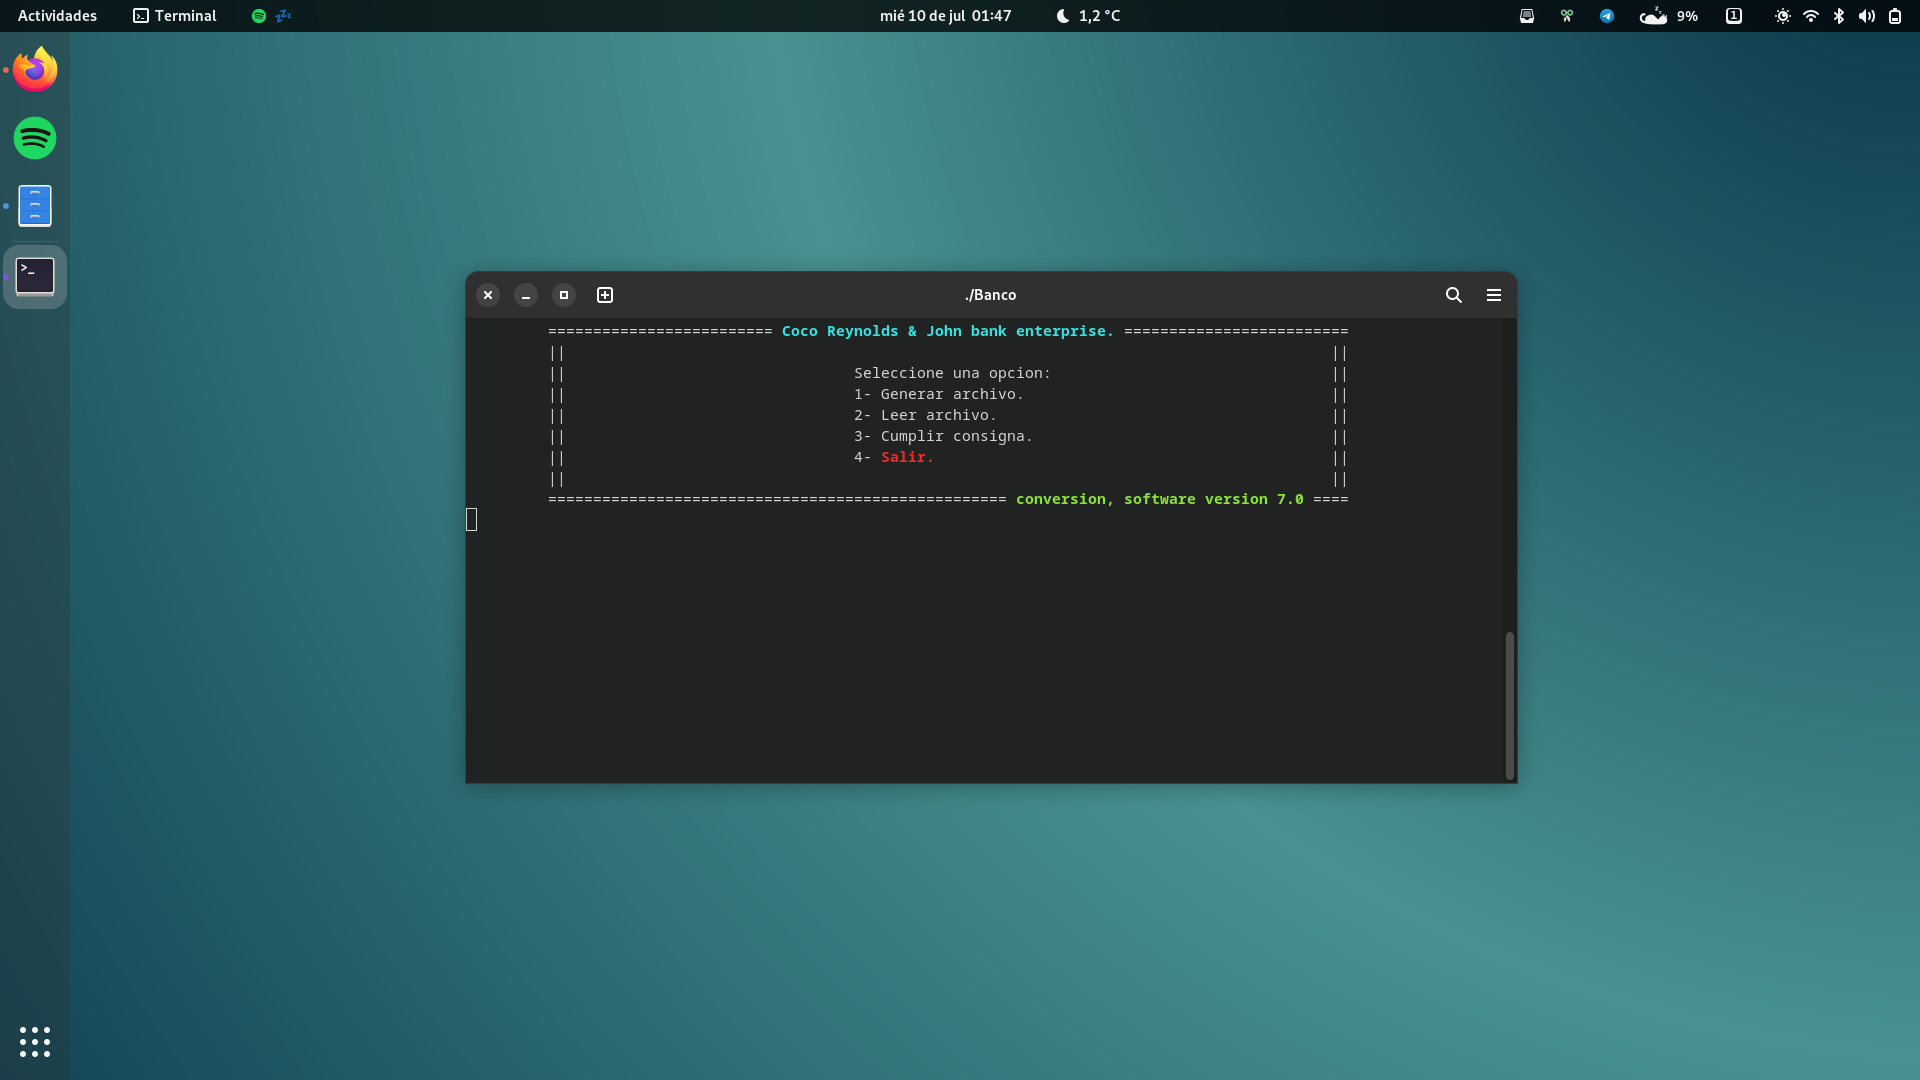 Actividades Terminal mié 10 de jul 01:47 1,2 °C 9% 1
./Banco
========================= Coco Reynolds & John bank enterprise. =========================
|| ||
|| Seleccione una opcion: ||
|| 1- Generar archivo. ||
|| 2- Leer archivo. ||
|| 3- Cumplir consigna. ||
|| 4- Salir. ||
|| ||
=================================================== conversion, software version 7.0 ====